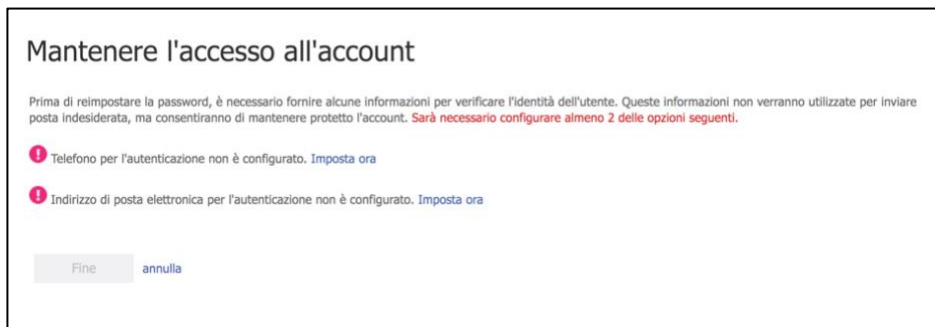 Mantenere l'accesso all'account
Prima di reimpostare la password, è necessario fornire alcune informazioni per verificare l'identità dell'utente. Queste informazioni non verranno utilizzate per inviare
posta indesiderata, ma consentiranno di mantenere protetto l'account. Sarà necessario configurare almeno 2 delle opzioni seguenti.
Telefono per l'autenticazione non è configurato. Imposta ora
Indirizzo di posta elettronica per l'autenticazione non è configurato. Imposta ora
Fine annulla